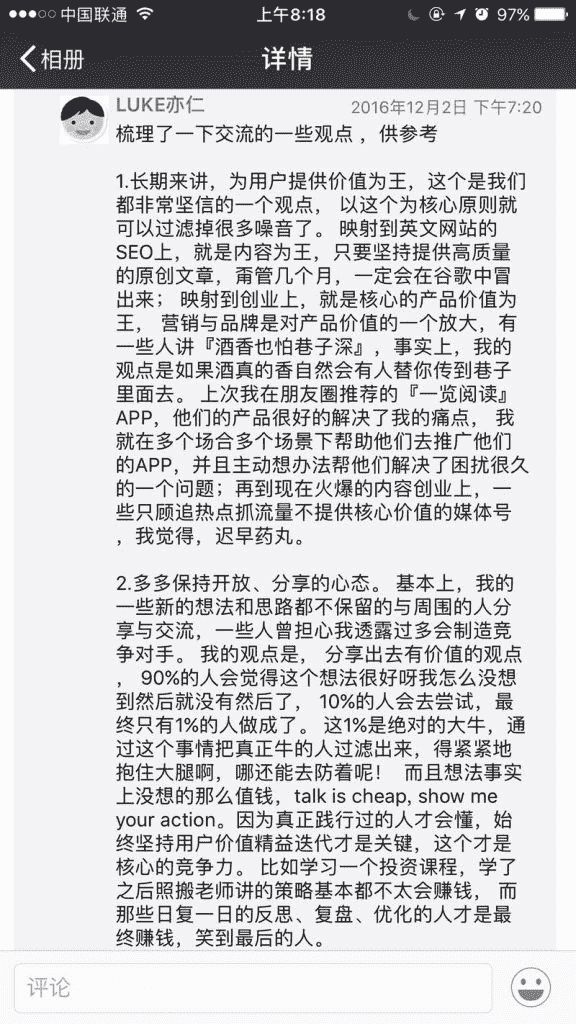 中国联通 上午8:18 97%
相册 详情
LUKE亦仁 2016年12月2日 下午7:20
梳理了一下交流的一些观点 ，供参考
1.长期来讲，为用户提供价值为王，这个是我们
都非常坚信的一个观点， 以这个为核心原则就
可以过滤掉很多噪音了。 映射到英文网站的
SEO上，就是内容为王，只要坚持提供高质量
的原创文章，甭管几个月，一定会在谷歌中冒
出来； 映射到创业上，就是核心的产品价值为
王， 营销与品牌是对产品价值的一个放大，有
一些人讲『酒香也怕巷子深』，事实上，我的
观点是如果酒真的香自然会有人替你传到巷子
里面去。 上次我在朋友圈推荐的『一览阅读』
APP，他们的产品很好的解决了我的痛点， 我
就在多个场合多个场景下帮助他们去推广他们
的APP，并且主动想办法帮他们解决了困扰很久
的一个问题；再到现在火爆的内容创业上，一
些只顾追热点抓流量不提供核心价值的媒体号
，我觉得，迟早药丸。
2.多多保持开放、分享的心态。 基本上，我的
一些新的想法和思路都不保留的与周围的人分
享与交流，一些人曾担心我透露过多会制造竞
争对手。 我的观点是， 分享出去有价值的观点
， 90%的人会觉得这个想法很好呀我怎么没想
到然后就没有然后了， 10%的人会去尝试，最
终只有1%的人做成了。 这1%是绝对的大牛，通
过这个事情把真正牛的人过滤出来，得紧紧地
抱住大腿啊，哪还能去防着呢！ 而且想法事实
上没想的那么值钱，talk is cheap, show me
your action。因为真正践行过的人才会懂，始
终坚持用户价值精益迭代才是关键，这个才是
核心的竞争力。 比如学习一个投资课程，学了
之后照搬老师讲的策略基本都不太会赚钱， 而
那些日复一日的反思、复盘、优化的人才是最
终赚钱，笑到最后的人。
评论